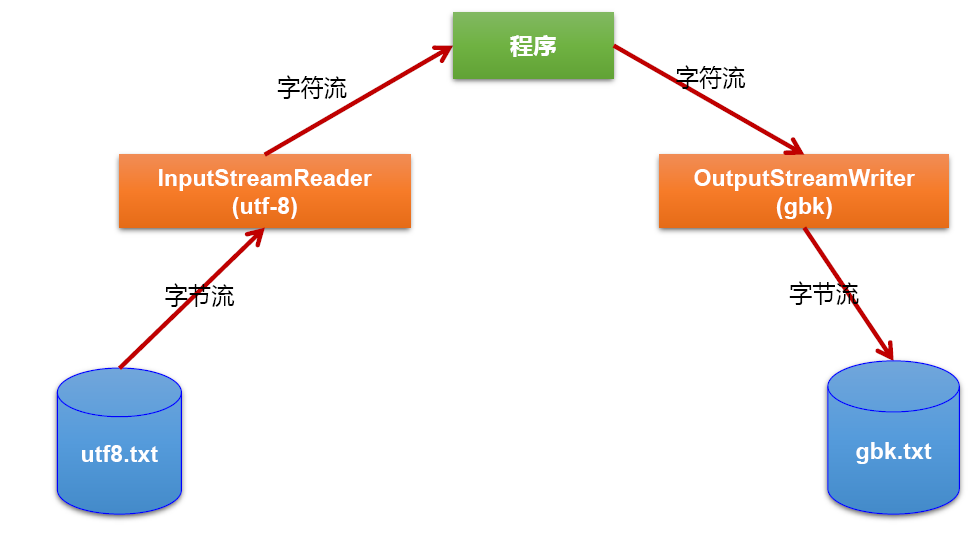 程序
字符流
字符流
InputStreamReader
(utf-8)
OutputStreamWriter
(gbk)
字节流
字节流
utf8.txt
gbk.txt